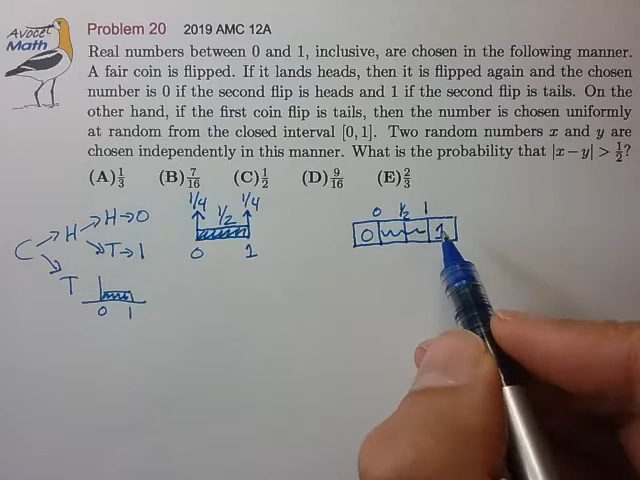 Avocet Math
Problem 20 2019 AMC 12A
Real numbers between 0 and 1, inclusive, are chosen in the following manner.
A fair coin is flipped. If it lands heads, then it is flipped again and the chosen
number is 0 if the second flip is heads and 1 if the second flip is tails. On the
other hand, if the first coin flip is tails, then the number is chosen uniformly
at random from the closed interval [0, 1]. Two random numbers x and y are
chosen independently in this manner. What is the probability that |x−y| > 1/2?
(A) 1/3 (B) 7/16 (C) 1/2 (D) 9/16 (E) 2/3
C H H→0
T→1
T
0 1
1/4 1/2 1/4
0 1
0 1/2 1
0 1